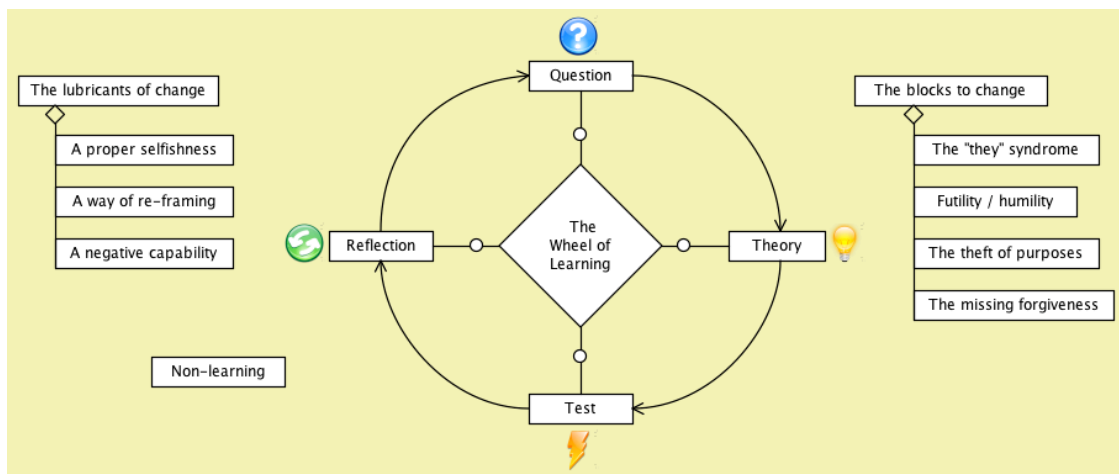 ?
Question
The lubricants of change
A proper selfishness
A way of re-framing
A negative capability
Reflection
The
Wheel of
Learning
Theory
The blocks to change
The "they" syndrome
Futility / humility
The theft of purposes
The missing forgiveness
Non-learning
Test